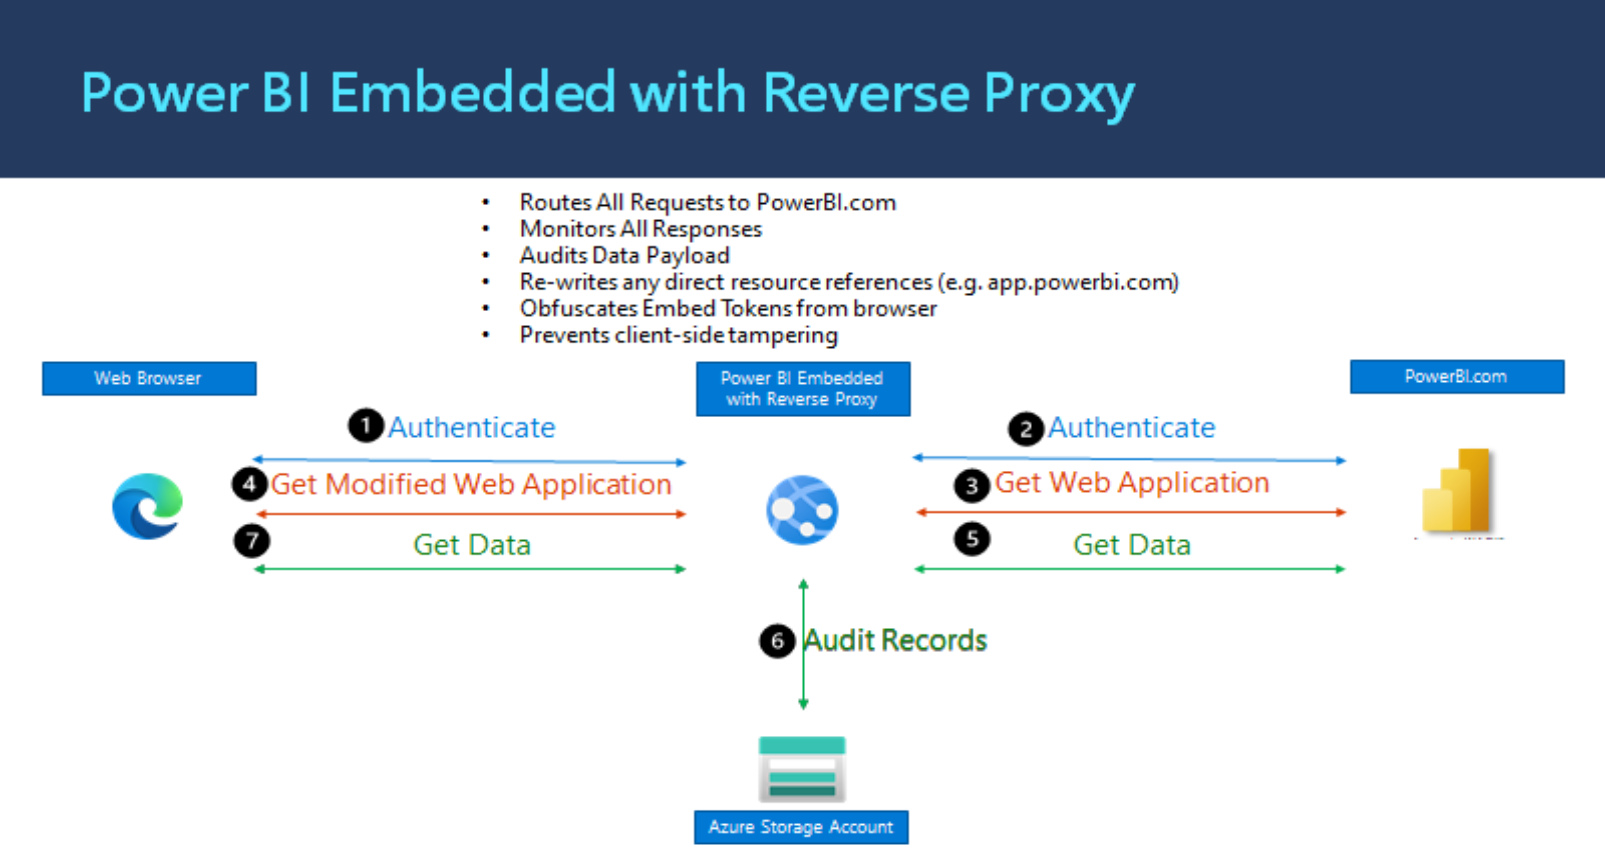 Power BI Embedded with Reverse Proxy
• Routes All Requests to PowerBI.com
• Monitors All Responses
• Audits Data Payload
• Re-writes any direct resource references (e.g. app.powerbi.com)
• Obfuscates Embed Tokens from browser
• Prevents client-side tampering
Web Browser
Power BI Embedded
with Reverse Proxy
PowerBI.com
1 Authenticate
2 Authenticate
4 Get Modified Web Application
3 Get Web Application
7 Get Data
5 Get Data
6 Audit Records
Azure Storage Account